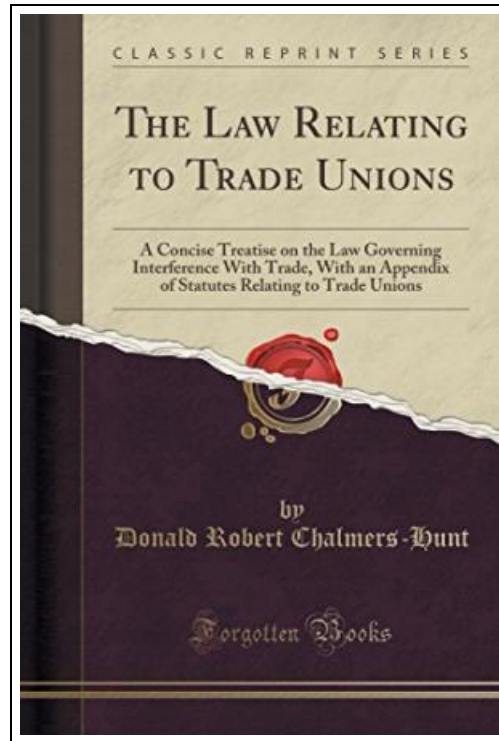 CLASSIC REPRINT SERIES
THE LAW RELATING
TO TRADE UNIONS
A Concise Treatise on the Law Governing
Interference With Trade, With an Appendix
of Statutes Relating to Trade Unions
by
Donald Robert Chalmers-Hunt
Forgotten Books